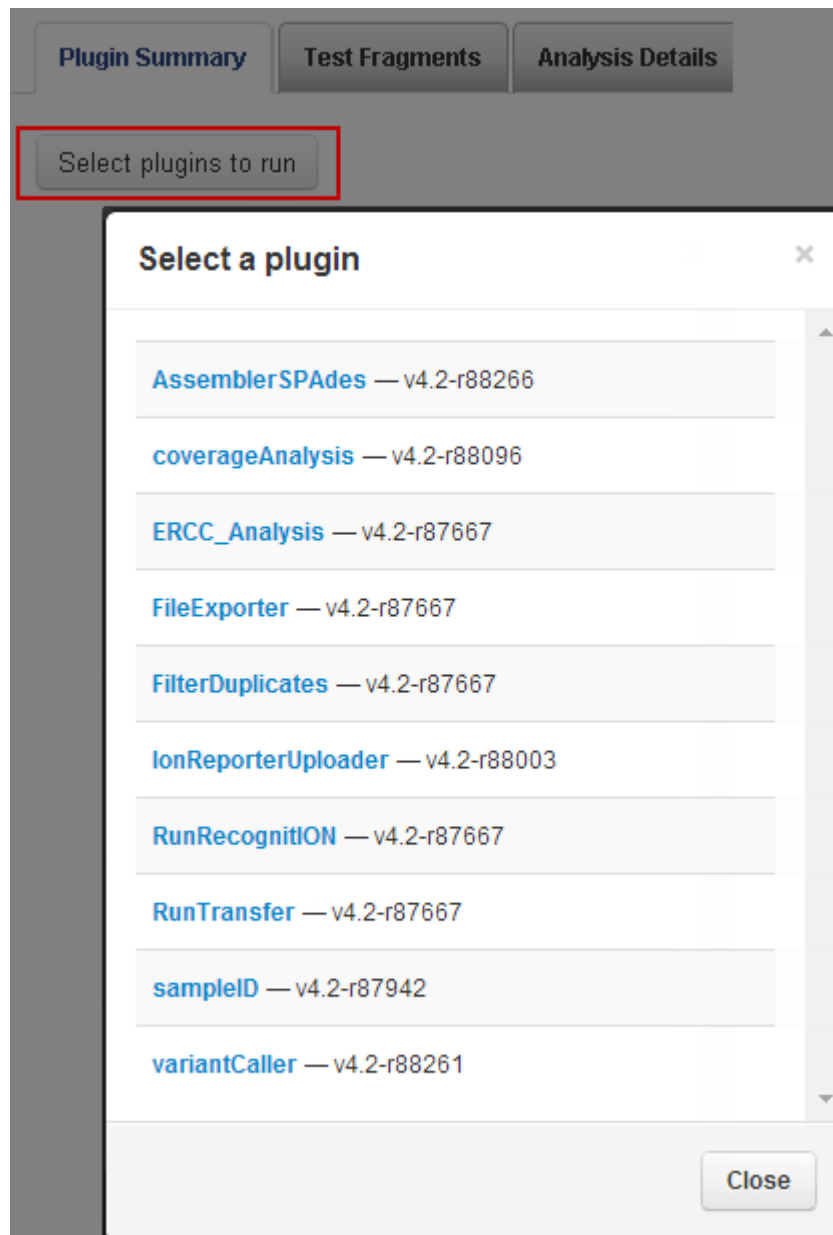 Plugin Summary Test Fragments Analysis Details
Select plugins to run
Select a plugin ×
AssemblerSPAdes — v4.2-r88266
coverageAnalysis — v4.2-r88096
ERCC_Analysis — v4.2-r87667
FileExporter — v4.2-r87667
FilterDuplicates — v4.2-r87667
IonReporterUploader — v4.2-r88003
RunRecognitION — v4.2-r87667
RunTransfer — v4.2-r87667
sampleID — v4.2-r87942
variantCaller — v4.2-r88261
Close